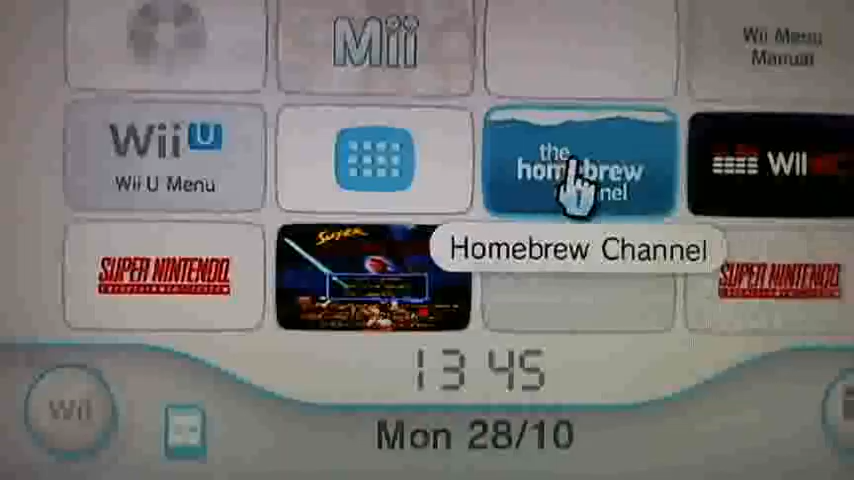 Mii
Wii Menu
Manual
Wii U
Wii U Menu
the
homebrew
nel
WII
SUPER NINTENDO
SUPER
Homebrew Channel
SUPER NINTENDO
13 45
Wii
Mon 28/10